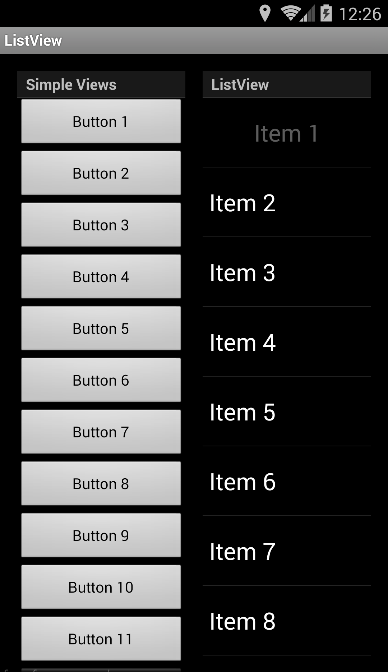 12:26
ListView
Simple Views
Button 1
Button 2
Button 3
Button 4
Button 5
Button 6
Button 7
Button 8
Button 9
Button 10
Button 11
ListView
Item 1
Item 2
Item 3
Item 4
Item 5
Item 6
Item 7
Item 8